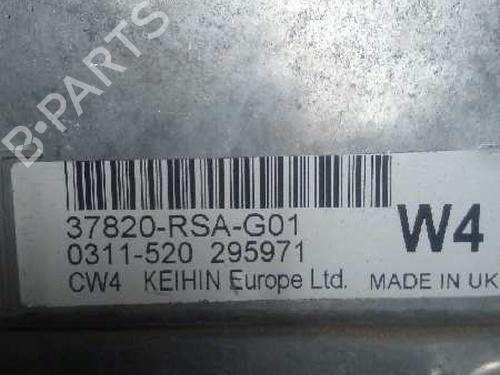 B-PARTS
37820-RSA-G01
W4
0311-520 295971
CW4 KEIHIN Europe Ltd. MADE IN UK